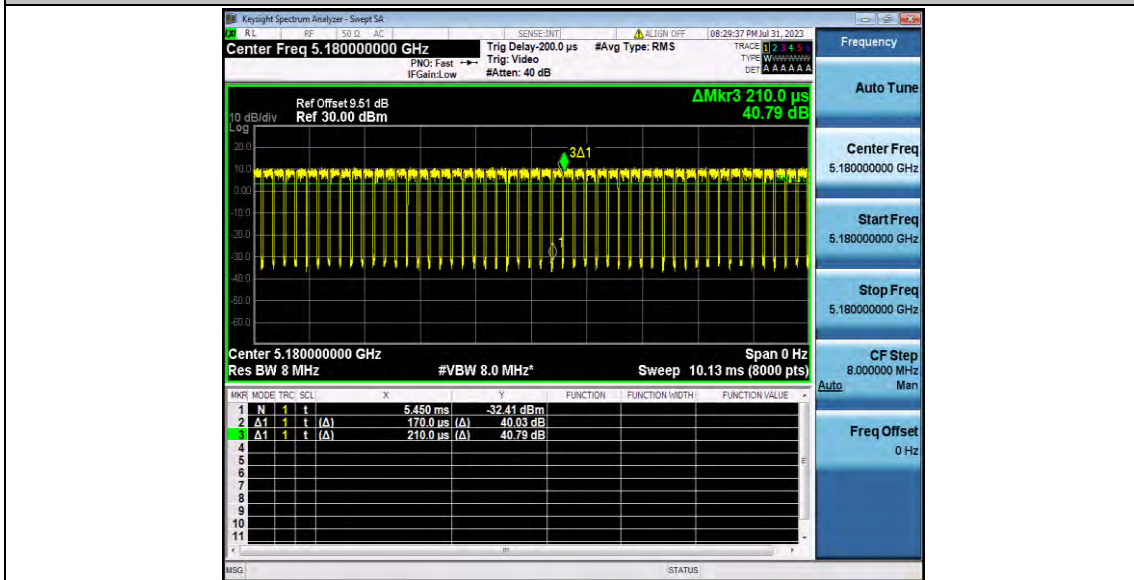 Keysight Spectrum Analyzer - Swept SA
RL RF 50 Ω AC SENSE:INT ALIGN OFF 08:29:37 PM Jul 31, 2023
Center Freq 5.180000000 GHz
PNO: Fast
IFGain:Low
Trig Delay-200.0 µs
Trig: Video
#Atten: 40 dB
#Avg Type: RMS
TRACE 1 2 3 4 5 6
TYPE W
DET A A A A A A
ΔMkr3 210.0 µs
40.79 dB
Ref Offset 9.51 dB
10 dB/div Ref 30.00 dBm
Log
20.0
10.0
0.00
-10.0
-20.0
-30.0
-40.0
-50.0
-60.0
3Δ1
1
Center 5.180000000 GHz Span 0 Hz
Res BW 8 MHz #VBW 8.0 MHz* Sweep 10.13 ms (8000 pts)
MKR MODE TRC SCL X Y FUNCTION FUNCTION WIDTH FUNCTION VALUE
1 N 1 t 5.450 ms -32.41 dBm
2 Δ1 1 t (Δ) 170.0 µs (Δ) 40.03 dB
3 Δ1 1 t (Δ) 210.0 µs (Δ) 40.79 dB
4
5
6
7
8
9
10
11
MSG STATUS
Frequency
Auto Tune
Center Freq
5.180000000 GHz
Start Freq
5.180000000 GHz
Stop Freq
5.180000000 GHz
CF Step
8.000000 MHz
Auto Man
Freq Offset
0 Hz